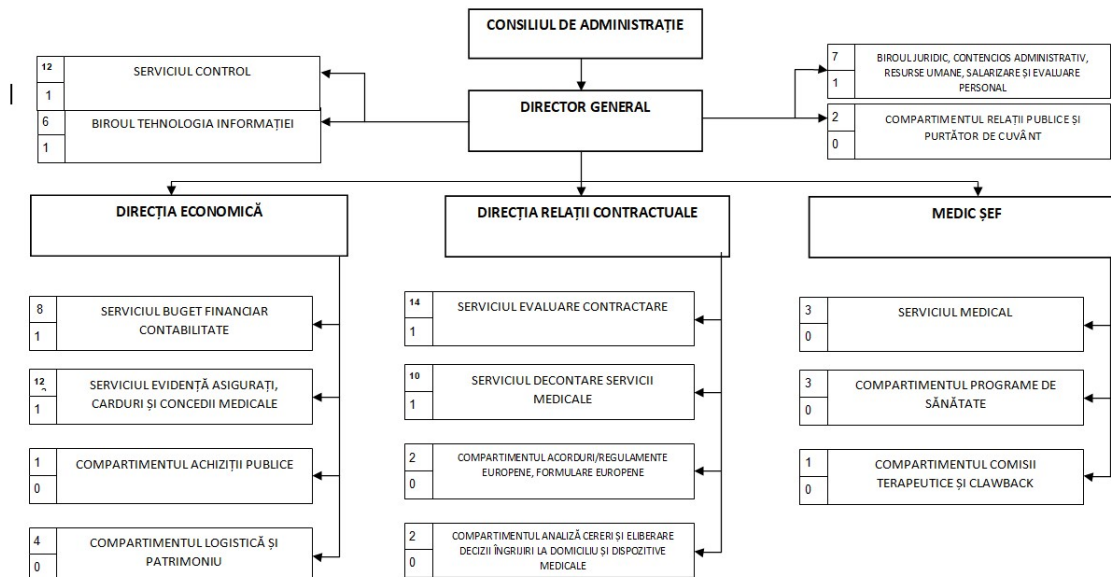 CONSILIUL DE ADMINISTRAȚIE
12
1
SERVICIUL CONTROL
6
1
BIROUL TEHNOLOGIA INFORMAȚIEI
DIRECTOR GENERAL
7
1
BIROUL JURIDIC, CONTENCIOS ADMINISTRATIV,
RESURSE UMANE, SALARIZARE ȘI EVALUARE
PERSONAL
2
0
COMPARTIMENTUL RELAȚII PUBLICE ȘI
PURTĂTOR DE CUVÂNT
DIRECȚIA ECONOMICĂ
8
1
SERVICIUL BUGET FINANCIAR
CONTABILITATE
12
1
SERVICIUL EVIDENȚĂ ASIGURAȚI,
CARDURI ȘI CONCEDII MEDICALE
1
0
COMPARTIMENTUL ACHIZIȚII PUBLICE
4
0
COMPARTIMENTUL LOGISTICĂ ȘI
PATRIMONIU
DIRECȚIA RELAȚII CONTRACTUALE
14
1
SERVICIUL EVALUARE CONTRACTARE
10
1
SERVICIUL DECONTARE SERVICII
MEDICALE
2
0
COMPARTIMENTUL ACORDURI/REGULAMENTE
EUROPENE, FORMULARE EUROPENE
2
0
COMPARTIMENTUL ANALIZĂ CERERI ȘI ELIBERARE
DECIZII ÎNGRIJIRI LA DOMICILIU ȘI DISPOZITIVE
MEDICALE
MEDIC ȘEF
3
0
SERVICIUL MEDICAL
3
0
COMPARTIMENTUL PROGRAME DE
SĂNĂTATE
1
0
COMPARTIMENTUL COMISII
TERAPEUTICE ȘI CLAWBACK